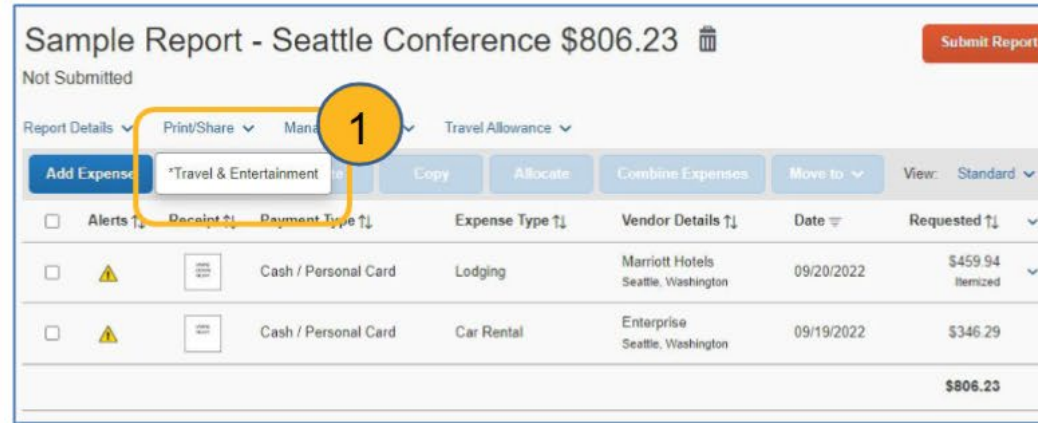 Sample Report - Seattle Conference $806.23
Submit Report
Not Submitted
Report Details Print/Share Mana 1 Travel Allowance
Add Expense *Travel & Entertainment Copy Allocate Combine Expenses Move to View: Standard
Alerts Receipt Payment Type Expense Type Vendor Details Date Requested
Cash / Personal Card Lodging Marriott Hotels 09/20/2022 $459.94
Seattle, Washington Itemized
Cash / Personal Card Car Rental Enterprise 09/19/2022 $346.29
Seattle, Washington
$806.23